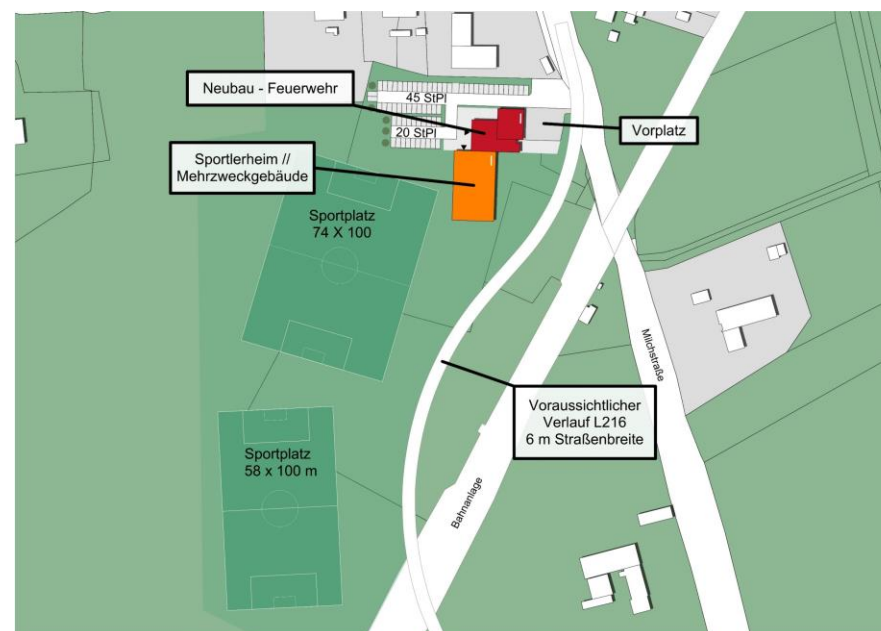 Neubau - Feuerwehr
45 StPl
20 StPl
Vorplatz
Sportlerheim //
Mehrzweckgebäude
Sportplatz
74 X 100
Milchstraße
Voraussichtlicher
Verlauf L216
6 m Straßenbreite
Sportplatz
58 x 100 m
Bahnanlage